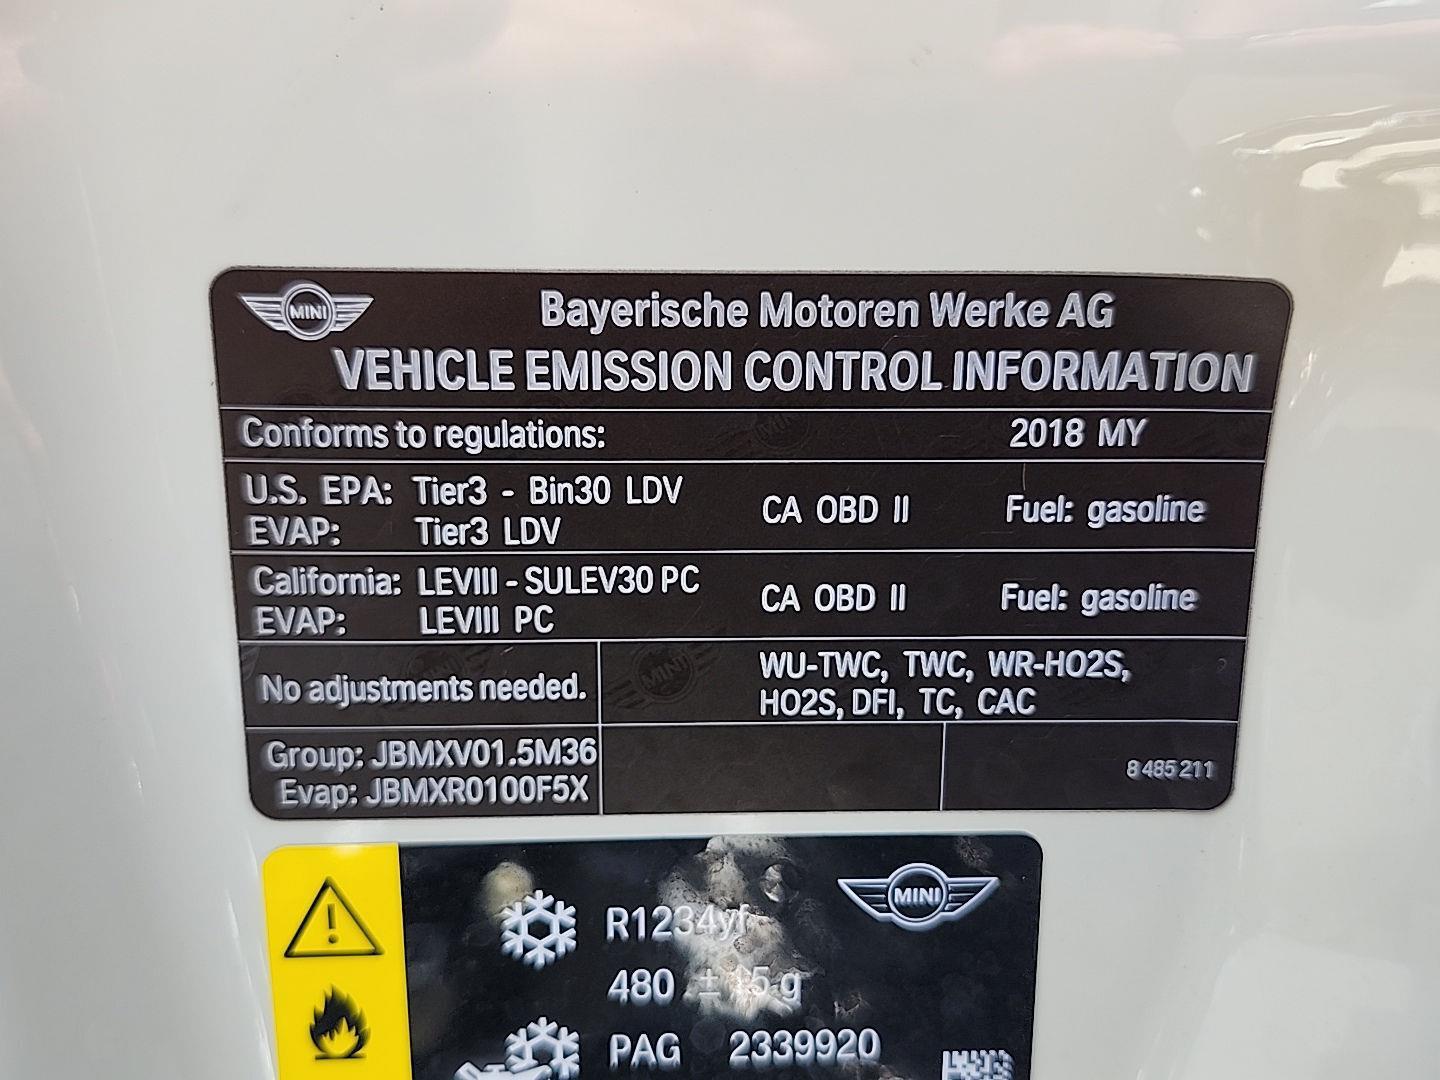 MINI
Bayerische Motoren Werke AG
VEHICLE EMISSION CONTROL INFORMATION
Conforms to regulations: 2018 MY
U.S. EPA: Tier3 - Bin30 LDV CA OBD II Fuel: gasoline
EVAP: Tier3 LDV
California: LEVIII - SULEV30 PC CA OBD II Fuel: gasoline
EVAP: LEVIII PC
No adjustments needed. WU-TWC, TWC, WR-HO2S,
HO2S, DFI, TC, CAC
Group: JBMXV01.5M36
Evap: JBMXR0100F5X
8 485 211
MINI
R1234yf
480 ± 15 g
PAG 2339920